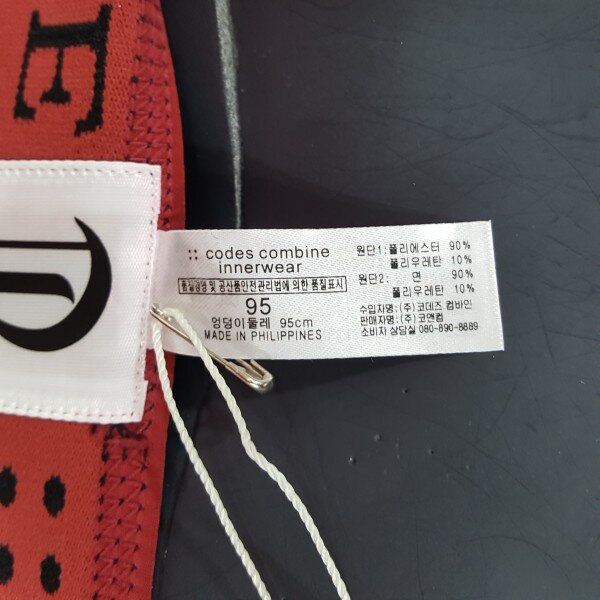 E
:: codes combine
innerwear
품질경영 및 공산품안전관리법에 의한 품질표시
95
엉덩이둘레 95cm
MADE IN PHILIPPINES
원단1: 폴리에스터 90%
폴리우레탄 10%
원단2: 면 90%
폴리우레탄 10%
수입자명: (주) 코데즈 컴바인
판매자명: (주) 코앤컴
소비자 상담실 080-890-8889